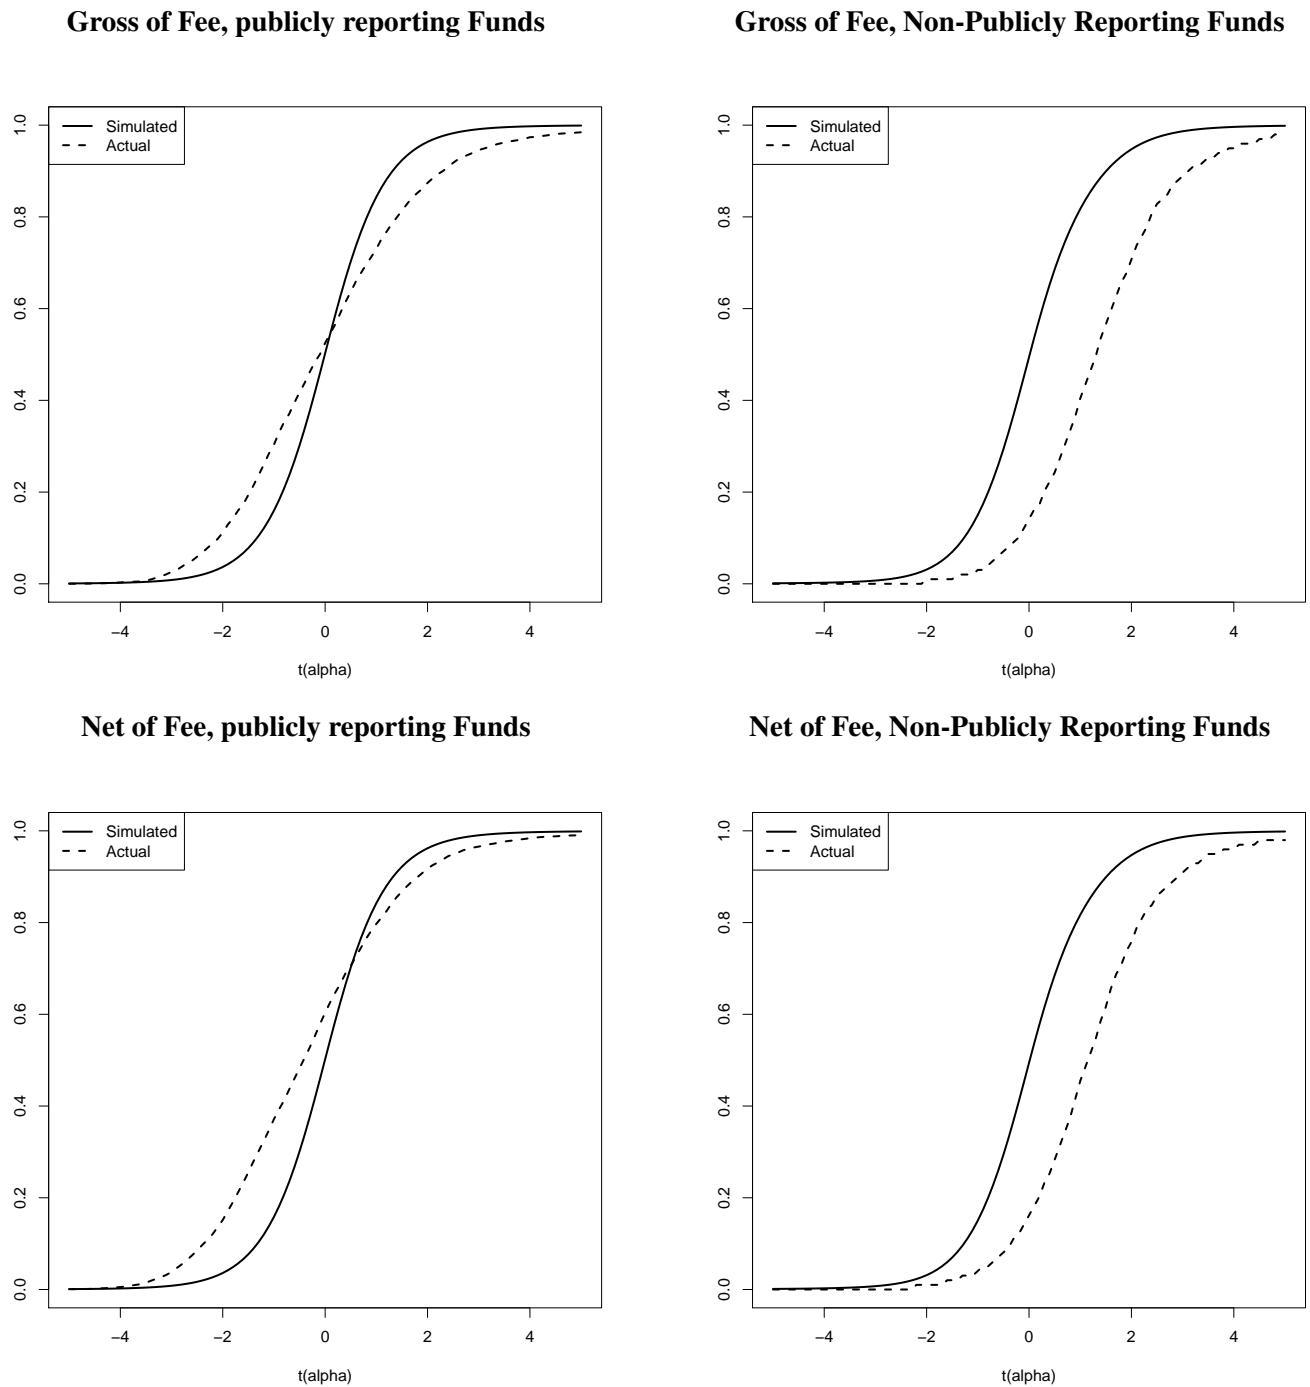 Gross of Fee, publicly reporting Funds
Simulated
Actual
1.0
0.8
0.6
0.4
0.2
0.0
−4
−2
0
2
4
t(alpha)
Gross of Fee, Non-Publicly Reporting Funds
Simulated
Actual
1.0
0.8
0.6
0.4
0.2
0.0
−4
−2
0
2
4
t(alpha)
Net of Fee, publicly reporting Funds
Simulated
Actual
1.0
0.8
0.6
0.4
0.2
0.0
−4
−2
0
2
4
t(alpha)
Net of Fee, Non-Publicly Reporting Funds
Simulated
Actual
1.0
0.8
0.6
0.4
0.2
0.0
−4
−2
0
2
4
t(alpha)